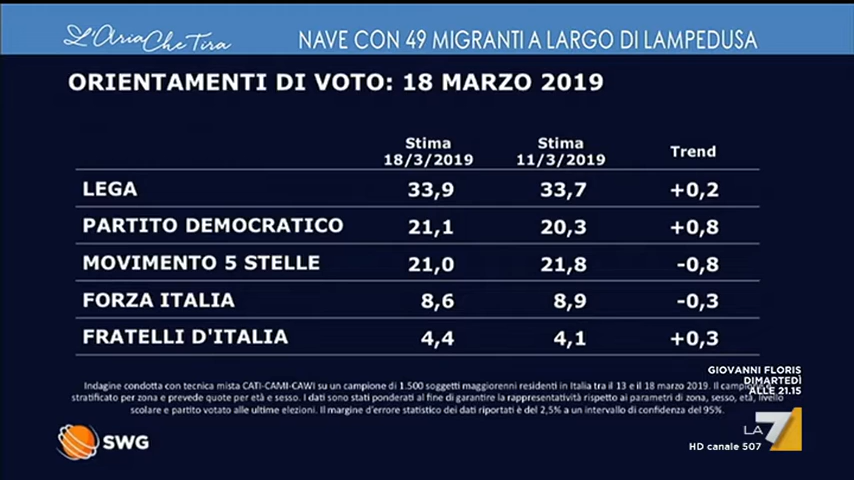 L'Aria Che Tira
NAVE CON 49 MIGRANTI A LARGO DI LAMPEDUSA
ORIENTAMENTI DI VOTO: 18 MARZO 2019
Stima 18/3/2019 Stima 11/3/2019 Trend
LEGA 33,9 33,7 +0,2
PARTITO DEMOCRATICO 21,1 20,3 +0,8
MOVIMENTO 5 STELLE 21,0 21,8 -0,8
FORZA ITALIA 8,6 8,9 -0,3
FRATELLI D'ITALIA 4,4 4,1 +0,3
Indagine condotta con tecnica mista CATI-CAMI-CAWI su un campione di 1.500 soggetti maggiorenni residenti in Italia tra il 13 e il 18 marzo 2019. Il
stratificato per zona e prevede quote per età e sesso. I dati sono stati ponderati al fine di garantire la rappresentatività rispetto ai parametri di zona, sesso, età, livello
scolare e partito votato alle ultime elezioni. Il margine d'errore statistico dei dati riportati è del 2,5% a un intervallo di confidenza del 95%.
GIOVANNI FLORIS
DIMARTEDÌ
ALLE 21.15
SWG
LA7
HD canale 507